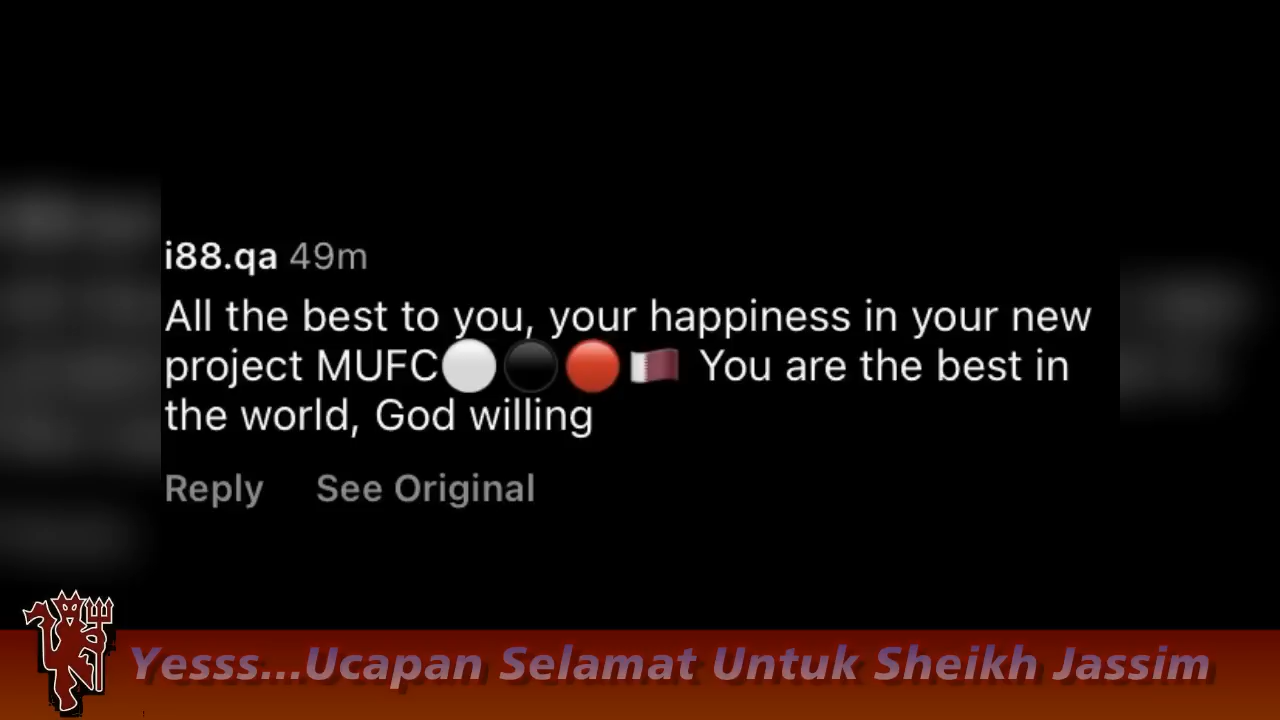 i88.qa 49m
All the best to you, your happiness in your new
project MUFC⚪⚫🔴🇶🇦 You are the best in
the world, God willing
Reply See Original
Yesss...Ucapan Selamat Untuk Sheikh Jassim